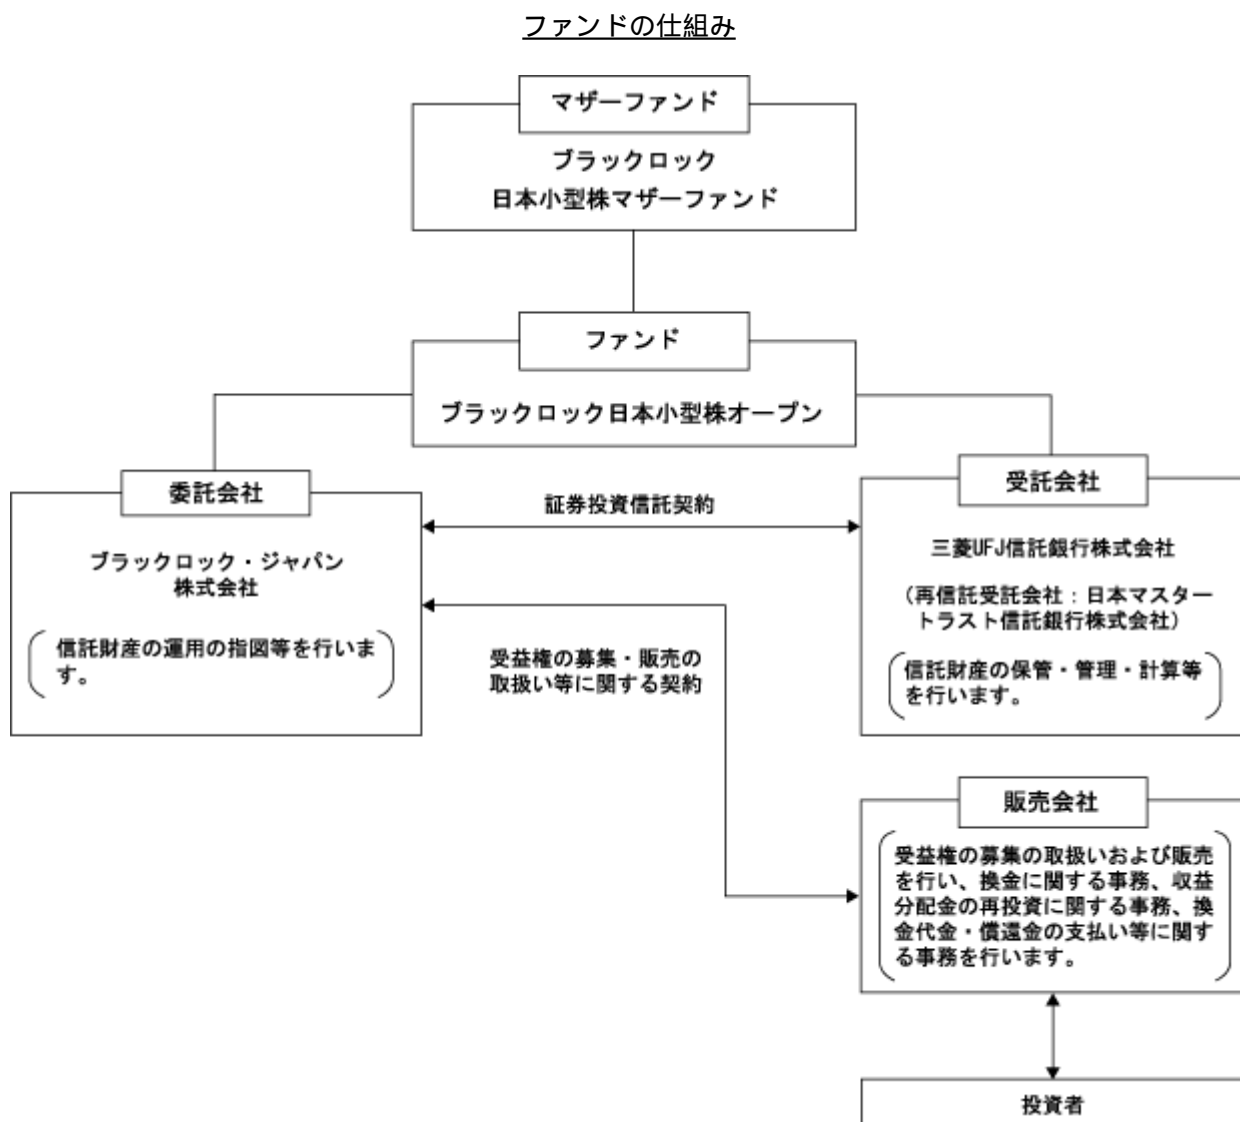 ファンドの仕組み
マザーファンド
ブラックロック
日本小型株マザーファンド
ファンド
ブラックロック日本小型株オープン
委託会社
ブラックロック・ジャパン
株式会社
信託財産の運用の指図等を行いま
す。
証券投資信託契約
受益権の募集・販売の
取扱い等に関する契約
受託会社
三菱UFJ信託銀行株式会社
（再信託受託会社：日本マスター
トラスト信託銀行株式会社）
信託財産の保管・管理・計算等
を行います。
販売会社
受益権の募集の取扱いおよび販売
を行い、換金に関する事務、収益
分配金の再投資に関する事務、換
金代金・償還金の支払い等に関す
る事務を行います。
投資者